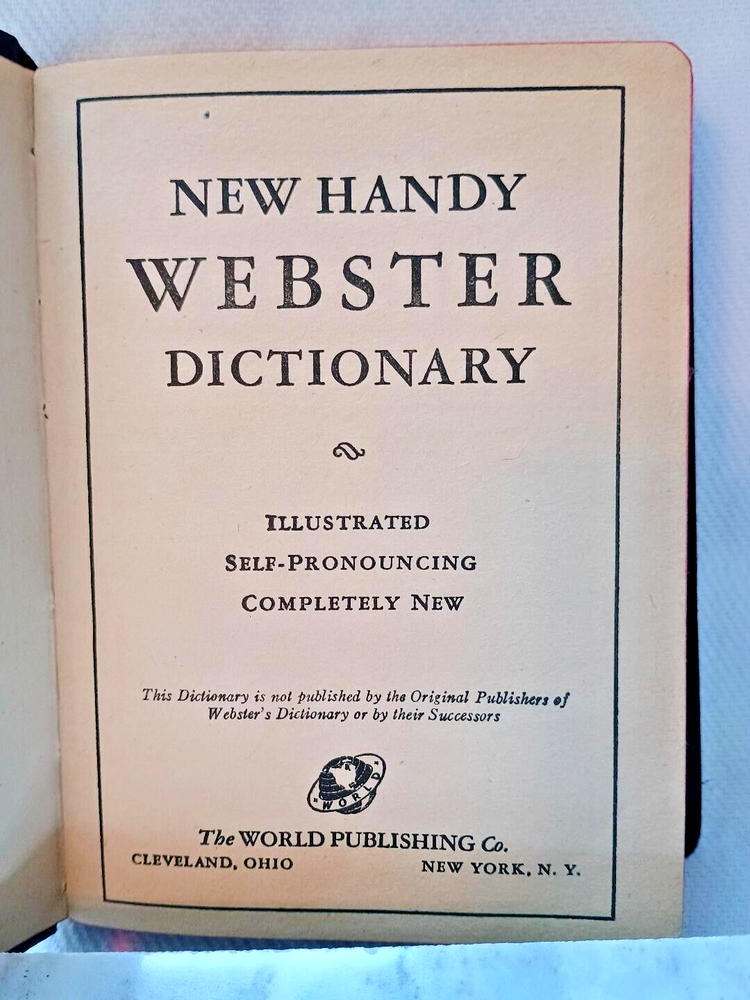 NEW HANDY
WEBSTER
DICTIONARY
ILLUSTRATED
SELF-PRONOUNCING
COMPLETELY NEW
This Dictionary is not published by the Original Publishers of
Webster's Dictionary or by their Successors
WORLD
The WORLD PUBLISHING Co.
CLEVELAND, OHIO NEW YORK, N. Y.